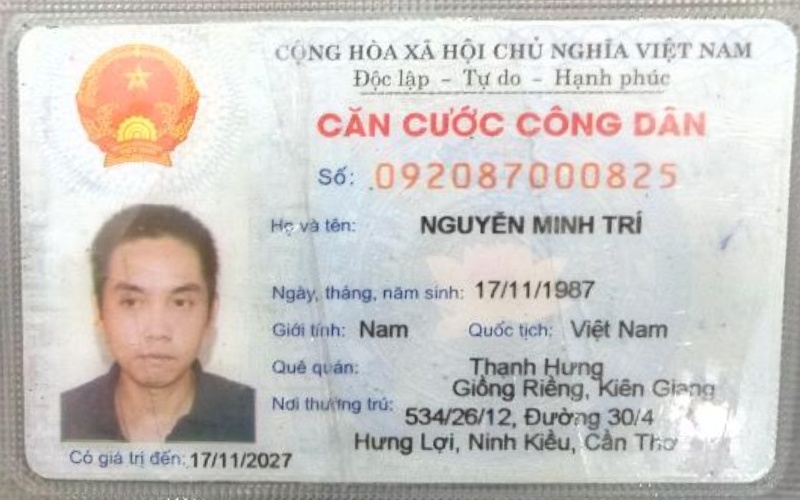 CỘNG HÒA XÃ HỘI CHỦ NGHĨA VIỆT NAM
Độc lập - Tự do - Hạnh phúc
CĂN CƯỚC CÔNG DÂN
Số: 092087000825
Họ và tên: NGUYỄN MINH TRÍ
Ngày, tháng, năm sinh: 17/11/1987
Giới tính: Nam Quốc tịch: Việt Nam
Quê quán: Thạnh Hưng
Giồng Riềng, Kiên Giang
Nơi thường trú: 534/26/12, Đường 30/4
Hưng Lợi, Ninh Kiều, Cần Thơ
Có giá trị đến: 17/11/2027